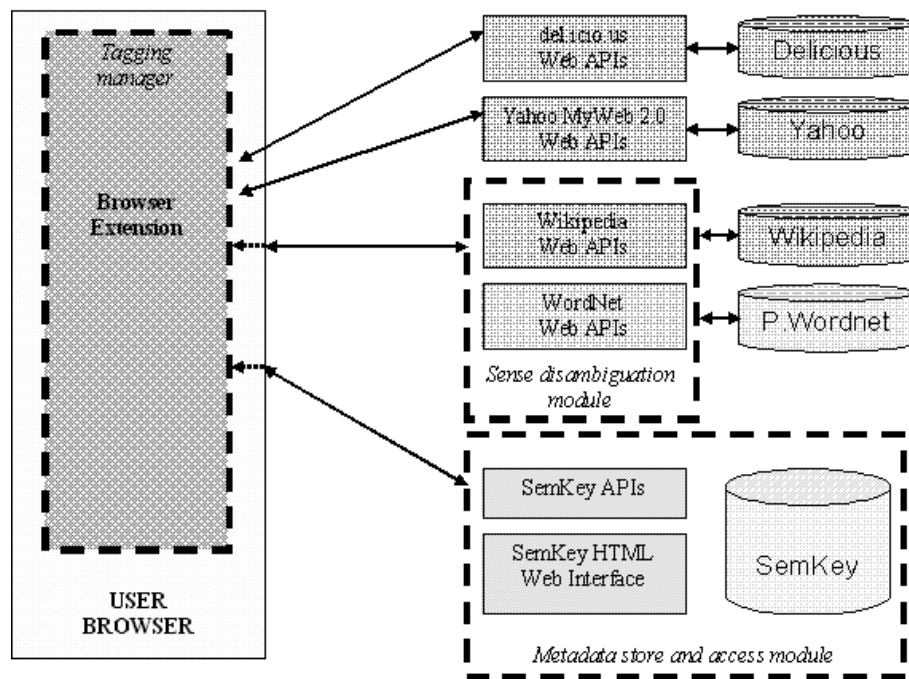 Tagging
manager
Browser
Extension
USER
BROWSER
del.icio.us
Web APIs
Delicious
Yahoo MyWeb 2.0
Web APIs
Yahoo
Wikipedia
Web APIs
Wikipedia
WordNet
Web APIs
P.Wordnet
Sense disambiguation
module
SemKey APIs
SemKey HTML
Web Interface
SemKey
Metadada store and access module